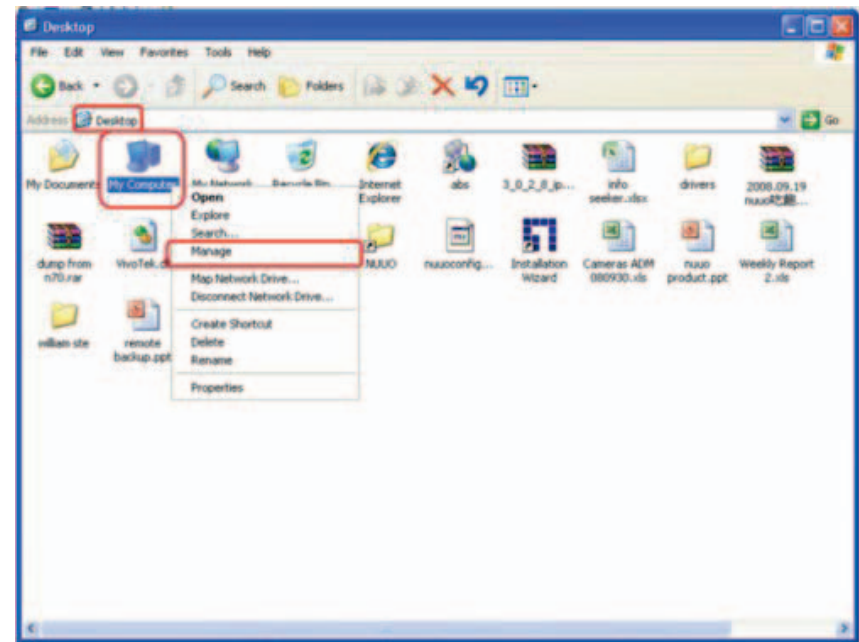 Desktop
File Edit View Favorites Tools Help
Back Search Folders
Address Desktop Go
My Documents My Computer My Network Recycle Bin Internet Explorer abs 3_0_2_8_ip... info seeker.xlsx drivers 2008.09.19
Open
Explore
Search...
Manage
Map Network Drive...
Disconnect Network Drive...
Create Shortcut
Delete
Rename
Properties
dump from n70.rar
NUUO nuuoconfig... Installation Wizard Cameras ADM 080930.xls nuuo product.ppt Weekly Report 2.xls
william ste remote backup.ppt